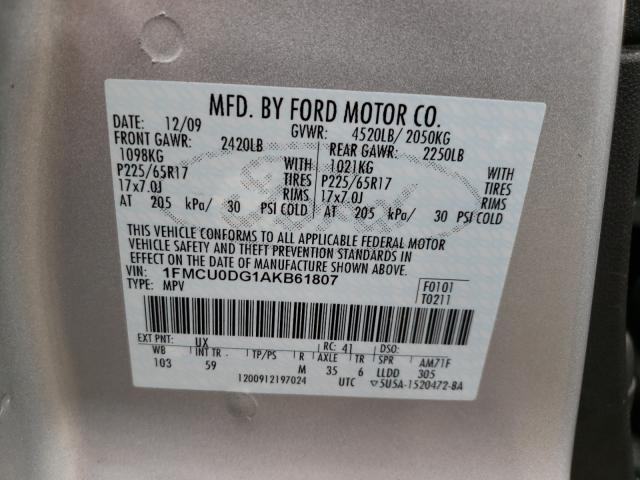 MFD. BY FORD MOTOR CO.
DATE: 12/09 GVWR: 4520LB/ 2050KG
FRONT GAWR: 2420LB REAR GAWR: 2250LB
1098KG WITH 1021KG WITH
P225/65R17 TIRES P225/65R17 TIRES
17x7.0J RIMS 17x7.0J RIMS
AT 205 kPa/ 30 PSI COLD AT 205 kPa/ 30 PSI COLD
THIS VEHICLE CONFORMS TO ALL APPLICABLE FEDERAL MOTOR
VEHICLE SAFETY AND THEFT PREVENTION STANDARDS IN
EFFECT ON THE DATE OF MANUFACTURE SHOWN ABOVE.
VIN: 1FMCU0DG1AKB61807 F0101
TYPE: MPV T0211
EXT PNT: UX RC: 41 DSO:
WB INT TR TP/PS R AXLE TR SPR AM71F
103 59 M 35 6 LLDD 305
1200912197024 UTC ▽5U5A-1520472-BA
Ford